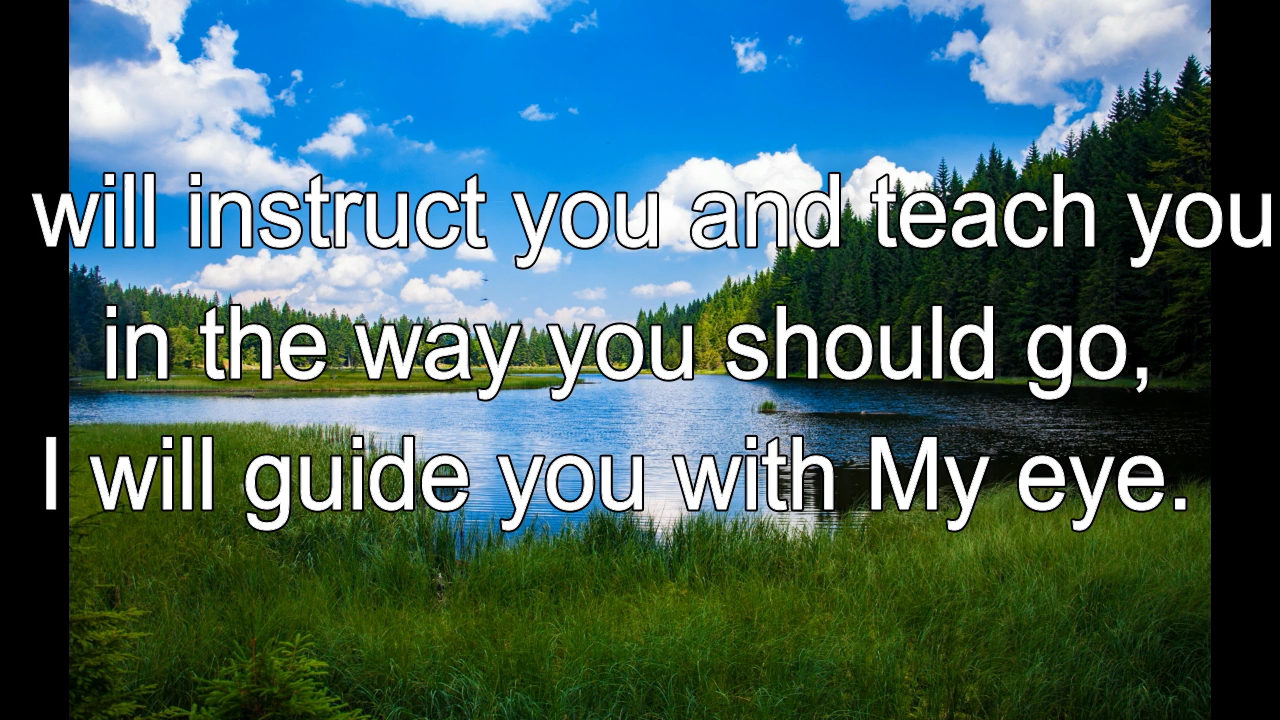 will instruct you and teach you
in the way you should go,
I will guide you with My eye.